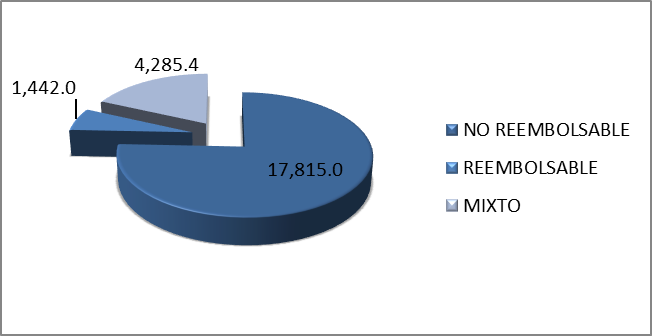 4,285.4
1,442.0
17,815.0
NO REEMBOLSABLE
REEMBOLSABLE
MIXTO